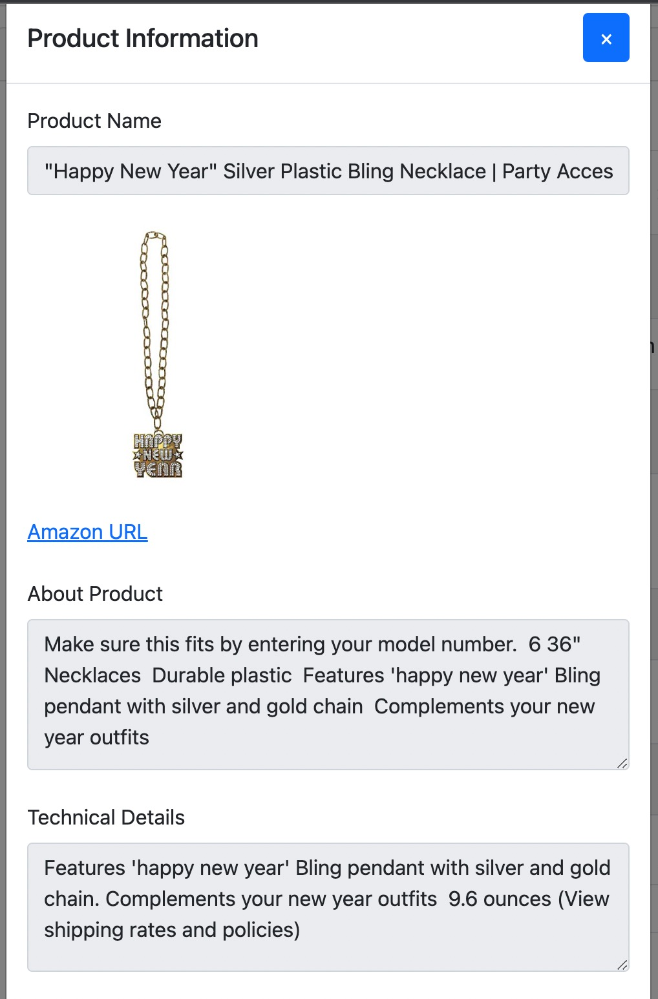 Product Information
×
Product Name
"Happy New Year" Silver Plastic Bling Necklace | Party Acces
HAPPY
NEW
YEAR
Amazon URL
About Product
Make sure this fits by entering your model number.  6 36"
Necklaces  Durable plastic  Features 'happy new year' Bling
pendant with silver and gold chain  Complements your new
year outfits
Technical Details
Features 'happy new year' Bling pendant with silver and gold
chain. Complements your new year outfits  9.6 ounces (View
shipping rates and policies)